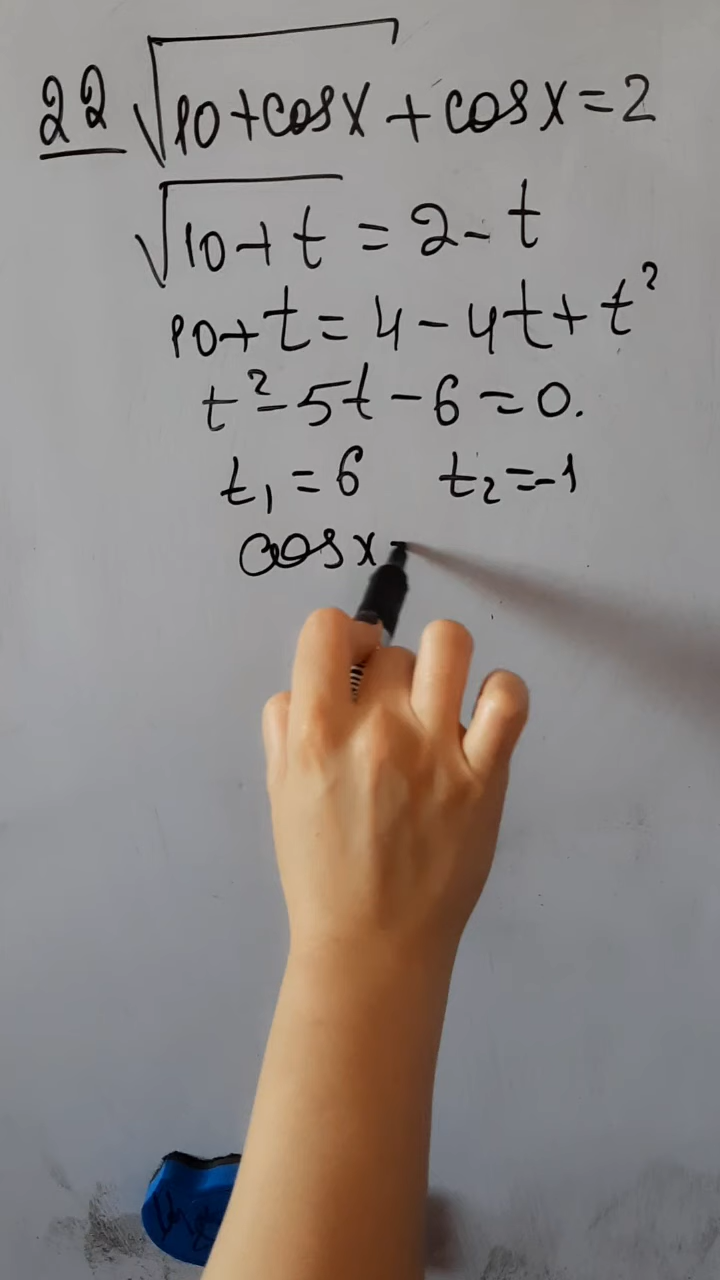 22 √10+cosx + cosx = 2
√10+t = 2-t
10+t = 4-4t+t²
t²-5t-6=0.
t₁=6 t₂=-1
cosx-